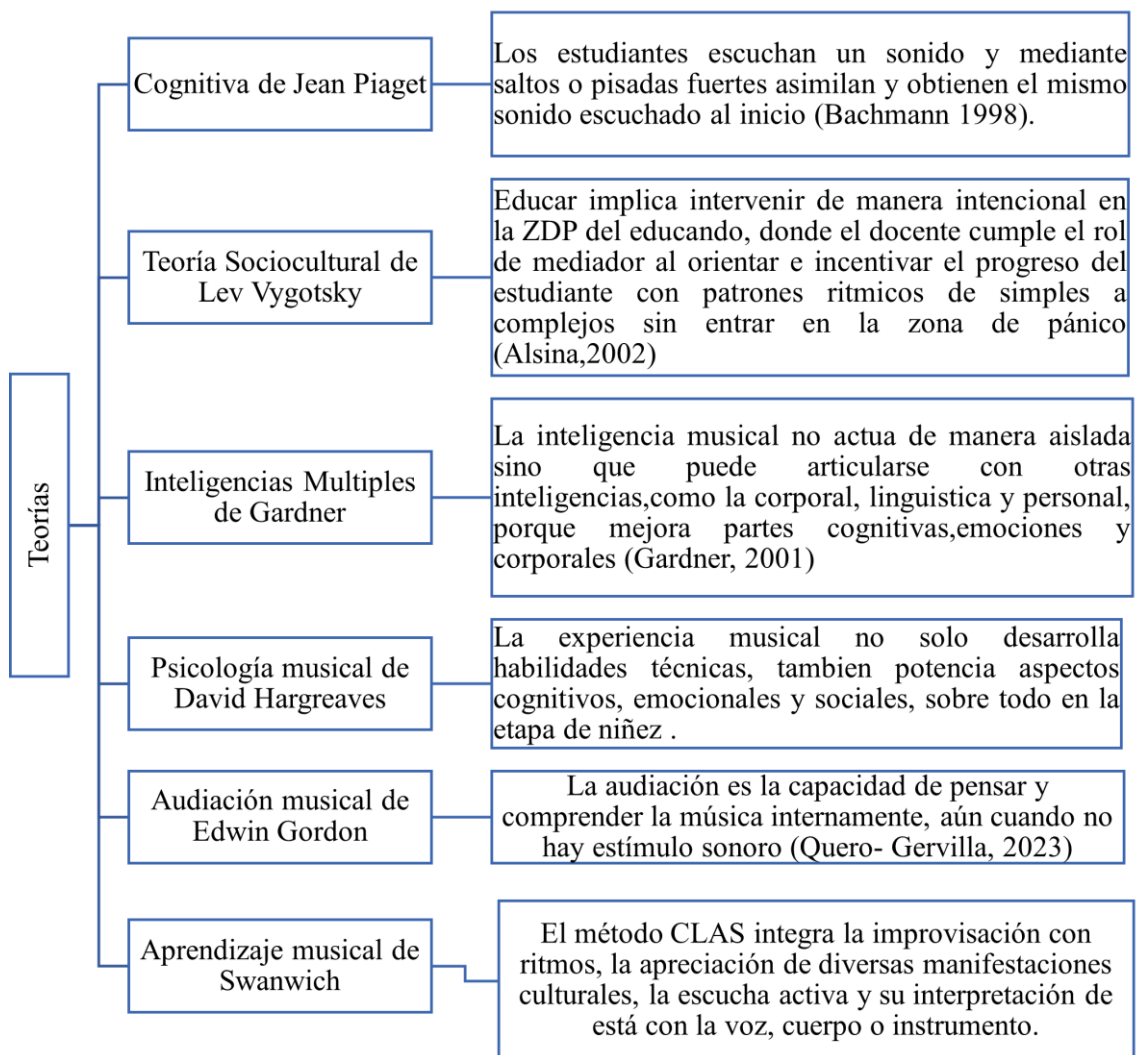 Teorías
Cognitiva de Jean Piaget
Los estudiantes escuchan un sonido y mediante
saltos o pisadas fuertes asimilan y obtienen el mismo
sonido escuchado al inicio (Bachmann 1998).
Teoría Sociocultural de
Lev Vygotsky
Educar implica intervenir de manera intencional en
la ZDP del educando, donde el docente cumple el rol
de mediador al orientar e incentivar el progreso del
estudiante con patrones ritmicos de simples a
complejos sin entrar en la zona de pánico
(Alsina,2002)
Inteligencias Multiples
de Gardner
La inteligencia musical no actua de manera aislada
sino que puede articularse con otras
inteligencias,como la corporal, linguistica y personal,
porque mejora partes cognitivas,emociones y
corporales (Gardner, 2001)
Psicología musical de
David Hargreaves
La experiencia musical no solo desarrolla
habilidades técnicas, tambien potencia aspectos
cognitivos, emocionales y sociales, sobre todo en la
etapa de niñez .
Audiación musical de
Edwin Gordon
La audiación es la capacidad de pensar y
comprender la música internamente, aún cuando no
hay estímulo sonoro (Quero- Gervilla, 2023)
Aprendizaje musical de
Swanwich
El método CLAS integra la improvisación con
ritmos, la apreciación de diversas manifestaciones
culturales, la escucha activa y su interpretación de
está con la voz, cuerpo o instrumento.